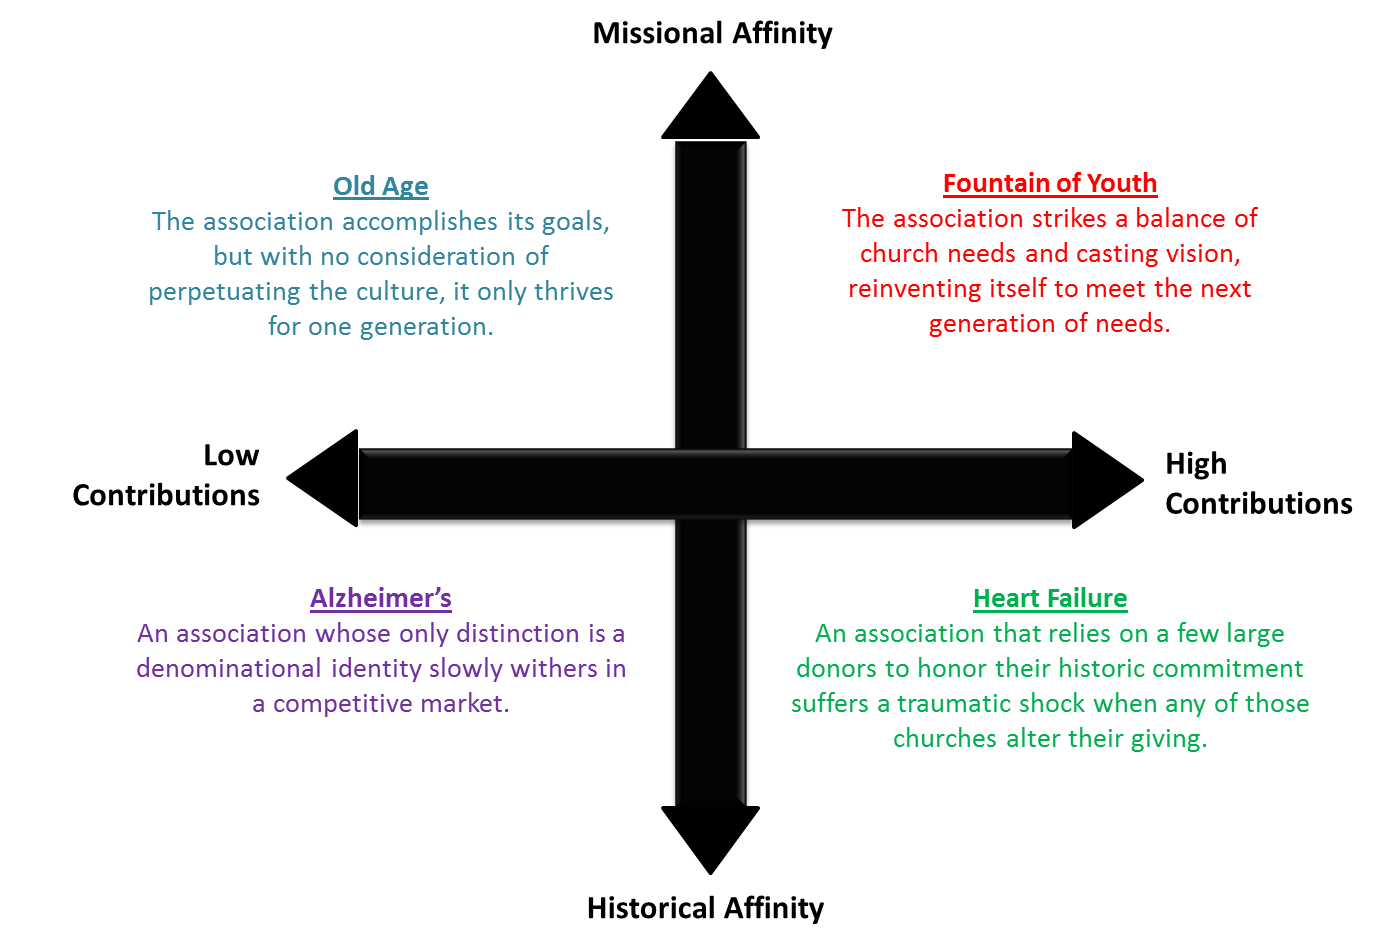 Missional Affinity
Old Age
The association accomplishes its goals,
but with no consideration of
perpetuating the culture, it only thrives
for one generation.
Fountain of Youth
The association strikes a balance of
church needs and casting vision,
reinventing itself to meet the next
generation of needs.
Low
Contributions
High
Contributions
Alzheimer’s
An association whose only distinction is a
denominational identity slowly withers in
a competitive market.
Heart Failure
An association that relies on a few large
donors to honor their historic commitment
suffers a traumatic shock when any of those
churches alter their giving.
Historical Affinity